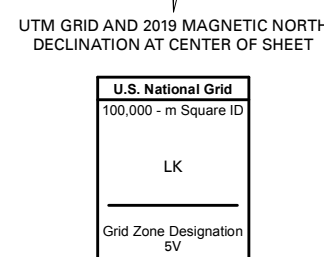 UTM GRID AND 2019 MAGNETIC NORTH
DECLINATION AT CENTER OF SHEET
U.S. National Grid
100,000 - m Square ID
LK
Grid Zone Designation
5V